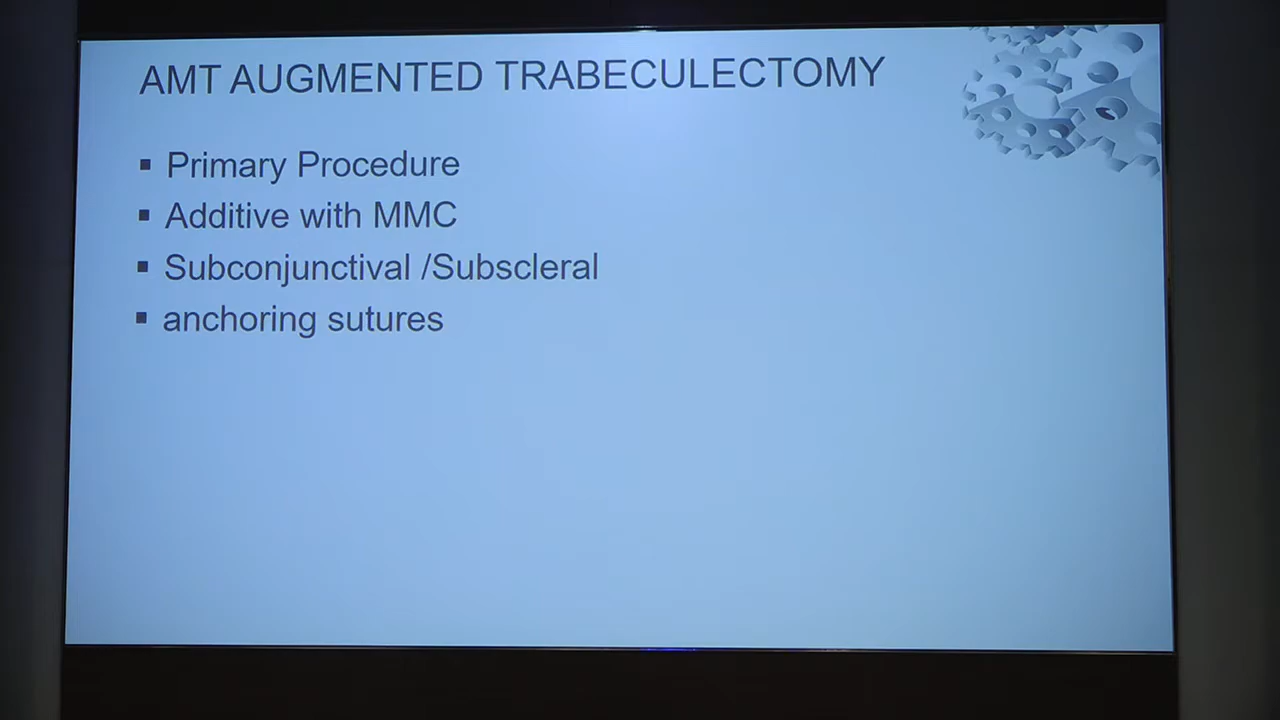 AMT AUGMENTED TRABECULECTOMY
▪ Primary Procedure
▪ Additive with MMC
▪ Subconjunctival /Subscleral
▪ anchoring sutures